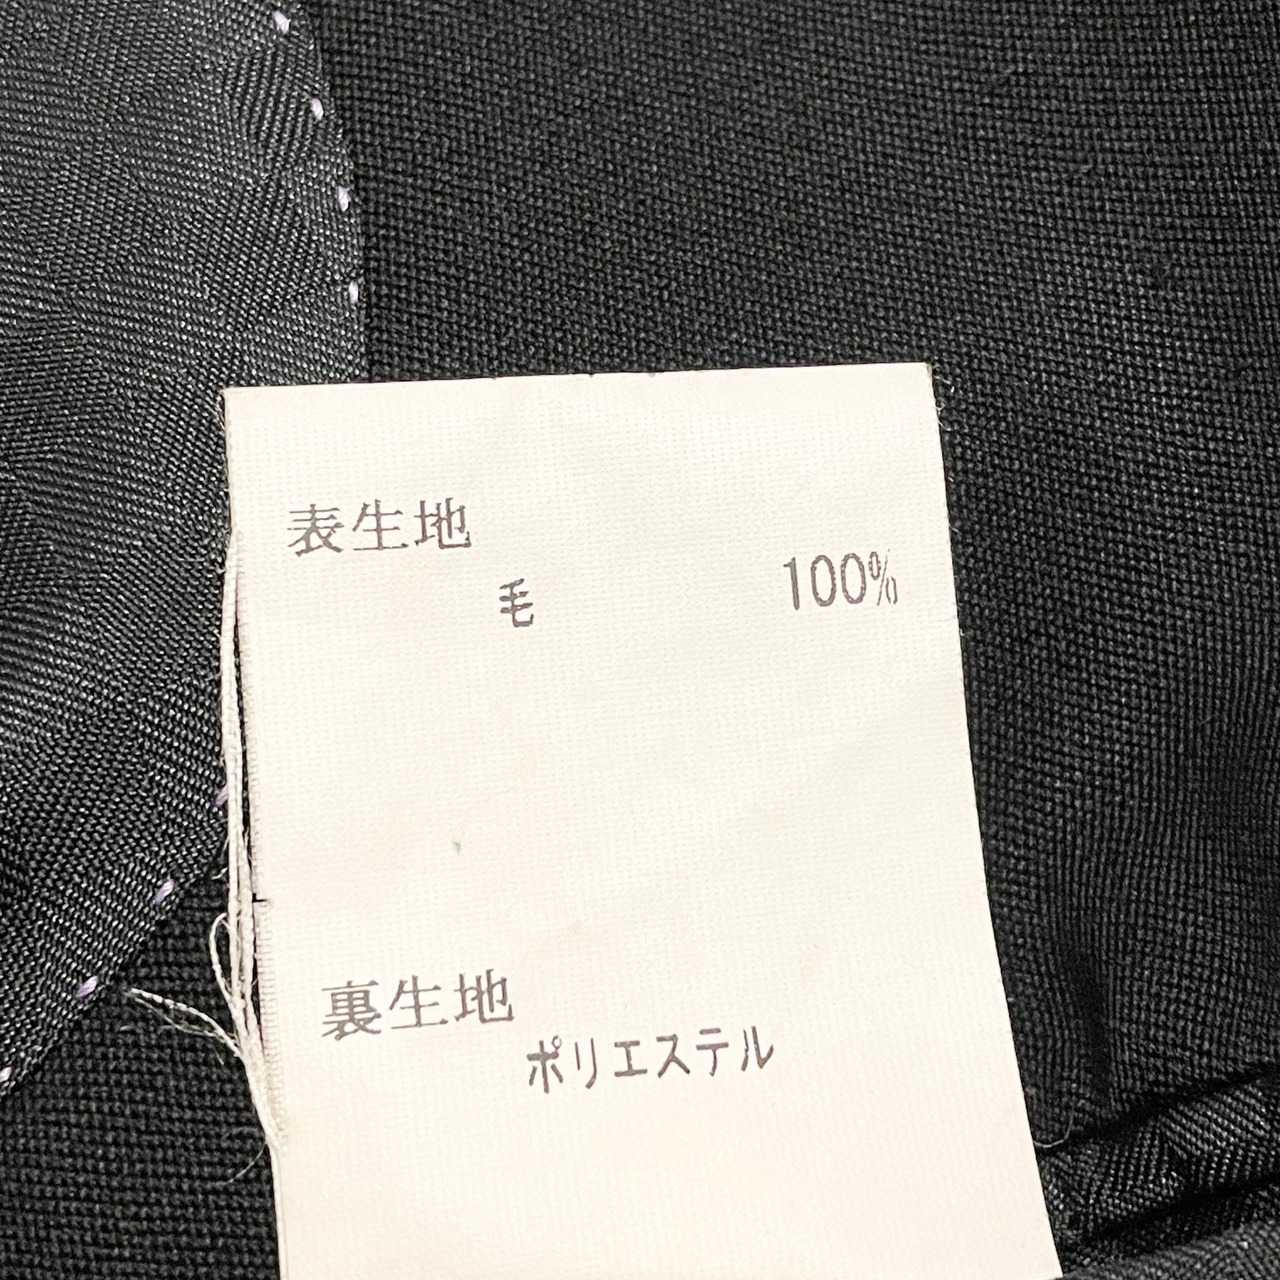 表生地
毛 100%
裏生地
ポリエステル